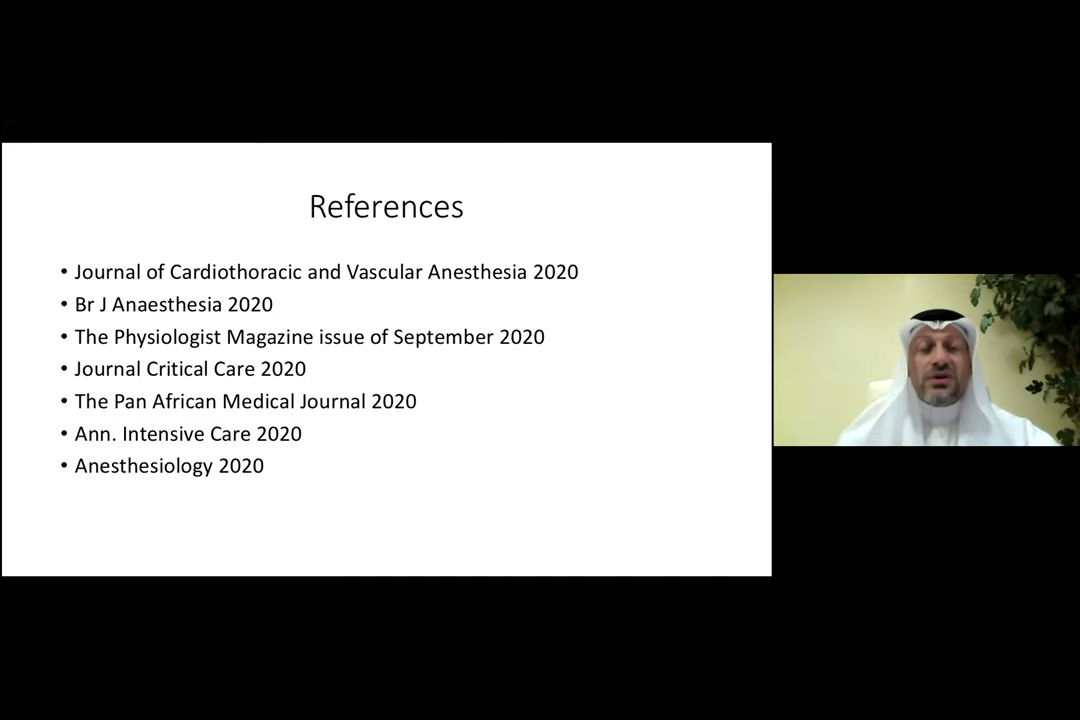 References
• Journal of Cardiothoracic and Vascular Anesthesia 2020
• Br J Anaesthesia 2020
• The Physiologist Magazine issue of September 2020
• Journal Critical Care 2020
• The Pan African Medical Journal 2020
• Ann. Intensive Care 2020
• Anesthesiology 2020